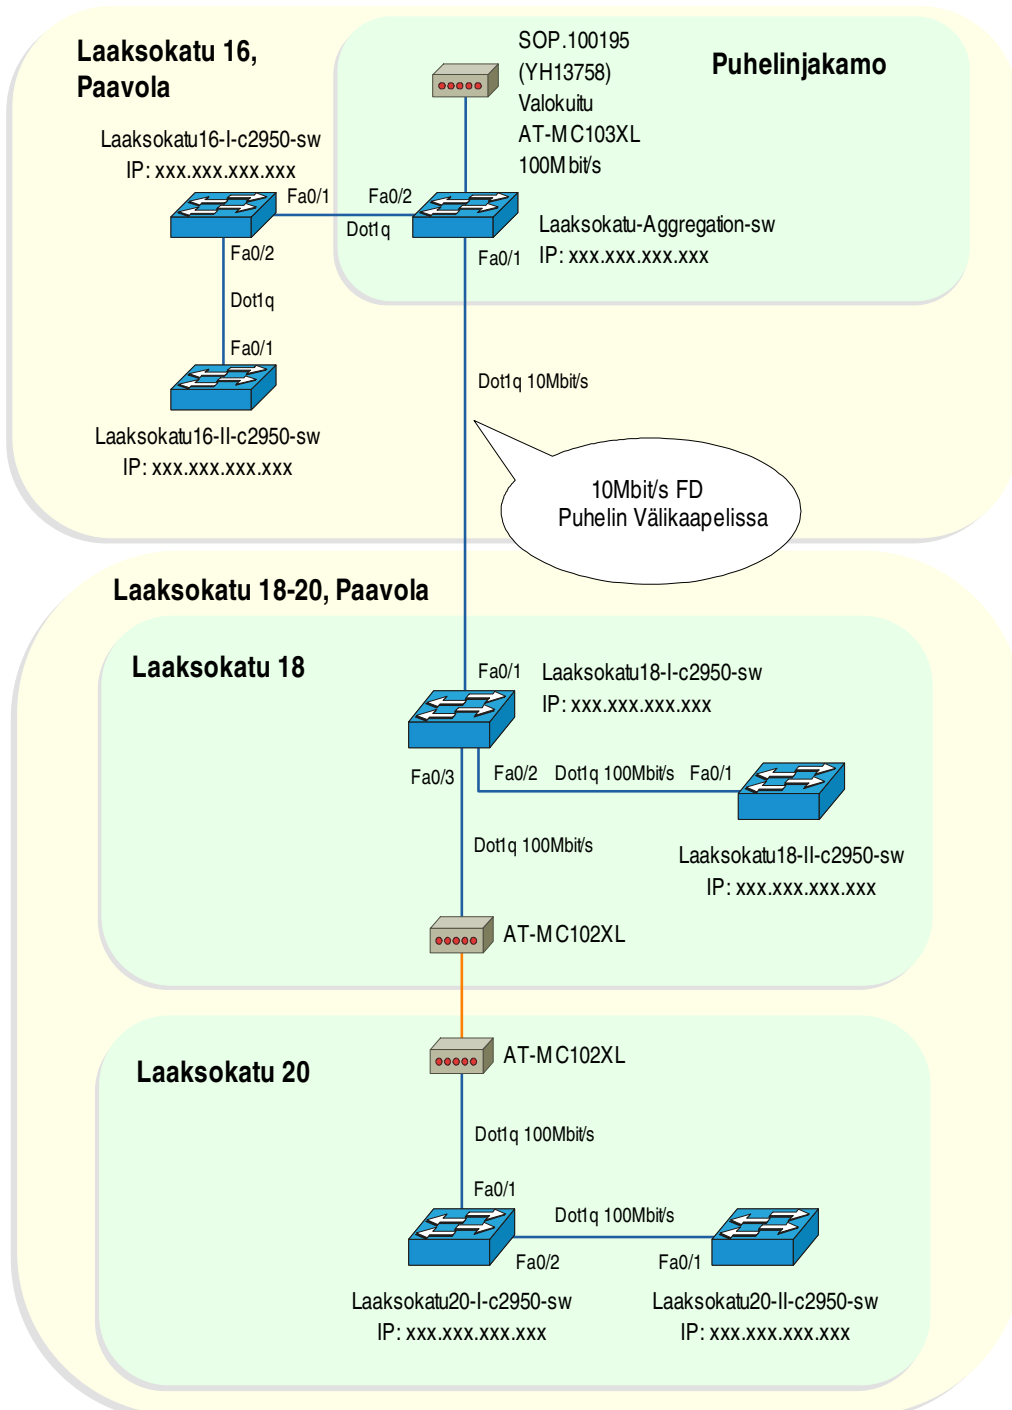 Laaksokatu 16,
Paavola
Puhelinjakamo
SOP.100195
(YH13758)
Valokuitu
AT-MC103XL
100Mbit/s
Laaksokatu16-I-c2950-sw
IP: xxx.xxx.xxx.xxx
Fa0/1
Fa0/2
Dot1q
Laaksokatu-Aggregation-sw
IP: xxx.xxx.xxx.xxx
Fa0/2
Fa0/1
Dot1q
Fa0/1
Laaksokatu16-II-c2950-sw
IP: xxx.xxx.xxx.xxx
Dot1q 10Mbit/s
10Mbit/s FD
Puhelin Välikaapelissa
Laaksokatu 18-20, Paavola
Laaksokatu 18
Fa0/1
Laaksokatu18-I-c2950-sw
IP: xxx.xxx.xxx.xxx
Fa0/3
Fa0/2
Dot1q 100Mbit/s
Fa0/1
Dot1q 100Mbit/s
Laaksokatu18-II-c2950-sw
IP: xxx.xxx.xxx.xxx
AT-MC102XL
AT-MC102XL
Laaksokatu 20
Dot1q 100Mbit/s
Fa0/1
Dot1q 100Mbit/s
Fa0/2
Fa0/1
Laaksokatu20-I-c2950-sw
IP: xxx.xxx.xxx.xxx
Laaksokatu20-II-c2950-sw
IP: xxx.xxx.xxx.xxx